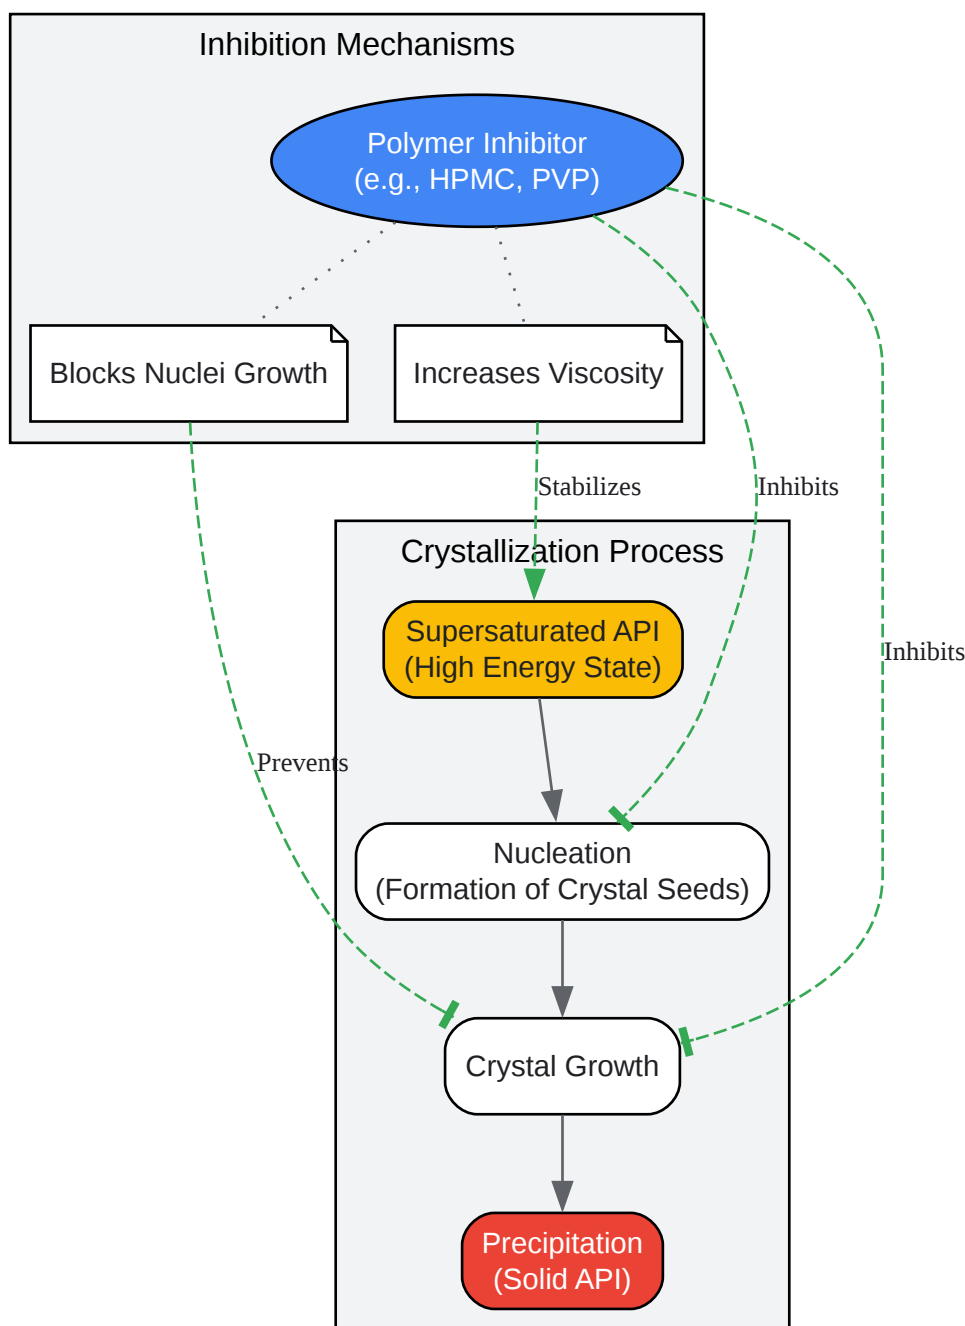 Inhibition Mechanisms
Polymer Inhibitor
(e.g., HPMC, PVP)
Blocks Nuclei Growth
Increases Viscosity
Stabilizes
Inhibits
Crystallization Process
Supersaturated API
(High Energy State)
Inhibits
Prevents
Nucleation
(Formation of Crystal Seeds)
Crystal Growth
Precipitation
(Solid API)